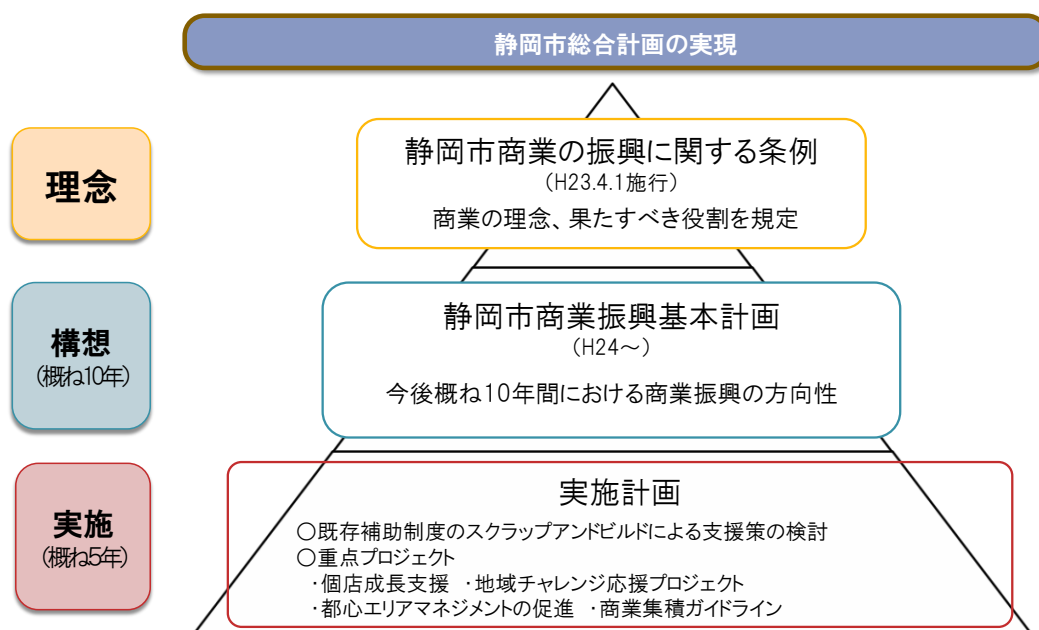 静岡市総合計画の実現
理念
静岡市商業の振興に関する条例
（H23.4.1施行）
商業の理念、果たすべき役割を規定
構想
(概ね10年)
静岡市商業振興基本計画
（H24～）
今後概ね10年間における商業振興の方向性
実施
(概ね5年)
実施計画
○既存補助制度のスクラップアンドビルドによる支援策の検討
○重点プロジェクト
・個店成長支援 ・地域チャレンジ応援プロジェクト
・都心エリアマネジメントの促進 ・商業集積ガイドライン